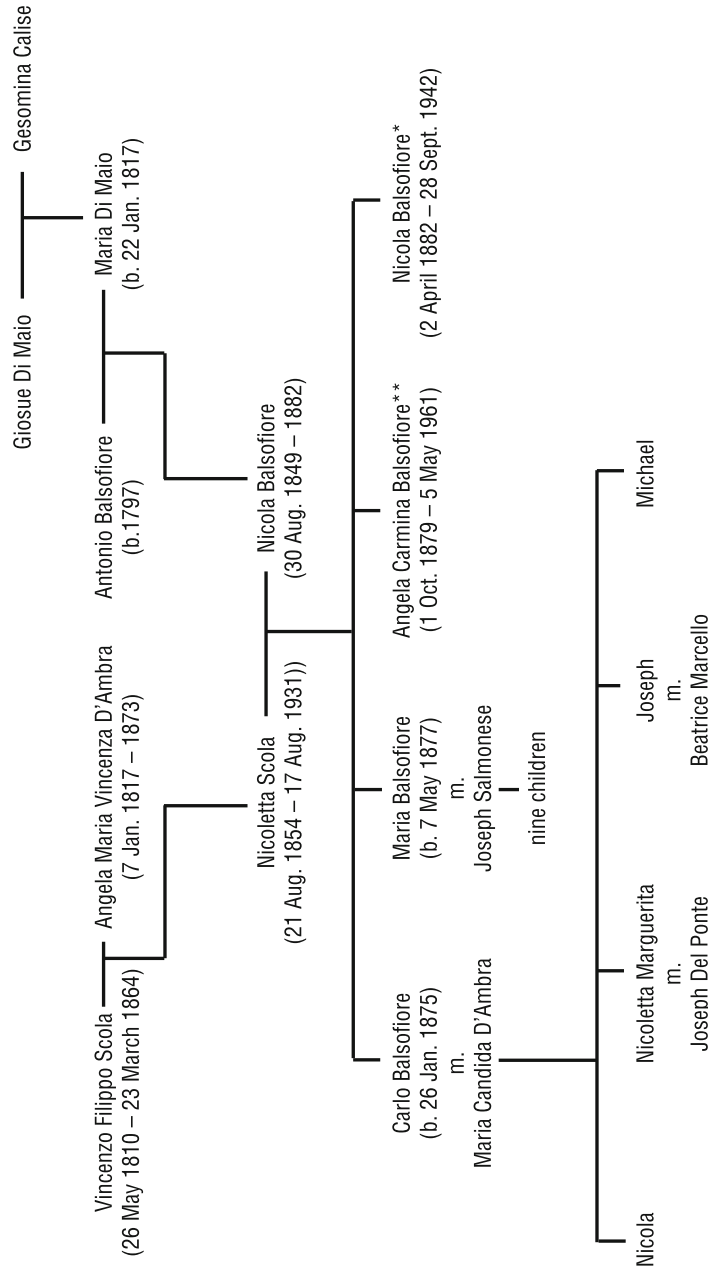 Giosue Di Maio
Gesomina Calise
Vincenzo Filippo Scola
(26 May 1810 – 23 March 1864)
Angela Maria Vincenza D'Ambra
(7 Jan. 1817 – 1873)
Antonio Balsofiore
(b.1797)
Maria Di Maio
(b. 22 Jan. 1817)
Nicoletta Scola
(21 Aug. 1854 – 17 Aug. 1931))
Nicola Balsofiore
(30 Aug. 1849 – 1882)
Carlo Balsofiore
(b. 26 Jan. 1875)
m.
Maria Candida D'Ambra
Maria Balsofiore
(b. 7 May 1877)
m.
Joseph Salmonese
nine children
Angela Carmina Balsofiore**
(1 Oct. 1879 – 5 May 1961)
Nicola Balsofiore*
(2 April 1882 – 28 Sept. 1942)
Nicola
Nicoletta Marguerita
m.
Joseph Del Ponte
Joseph
m.
Beatrice Marcello
Michael